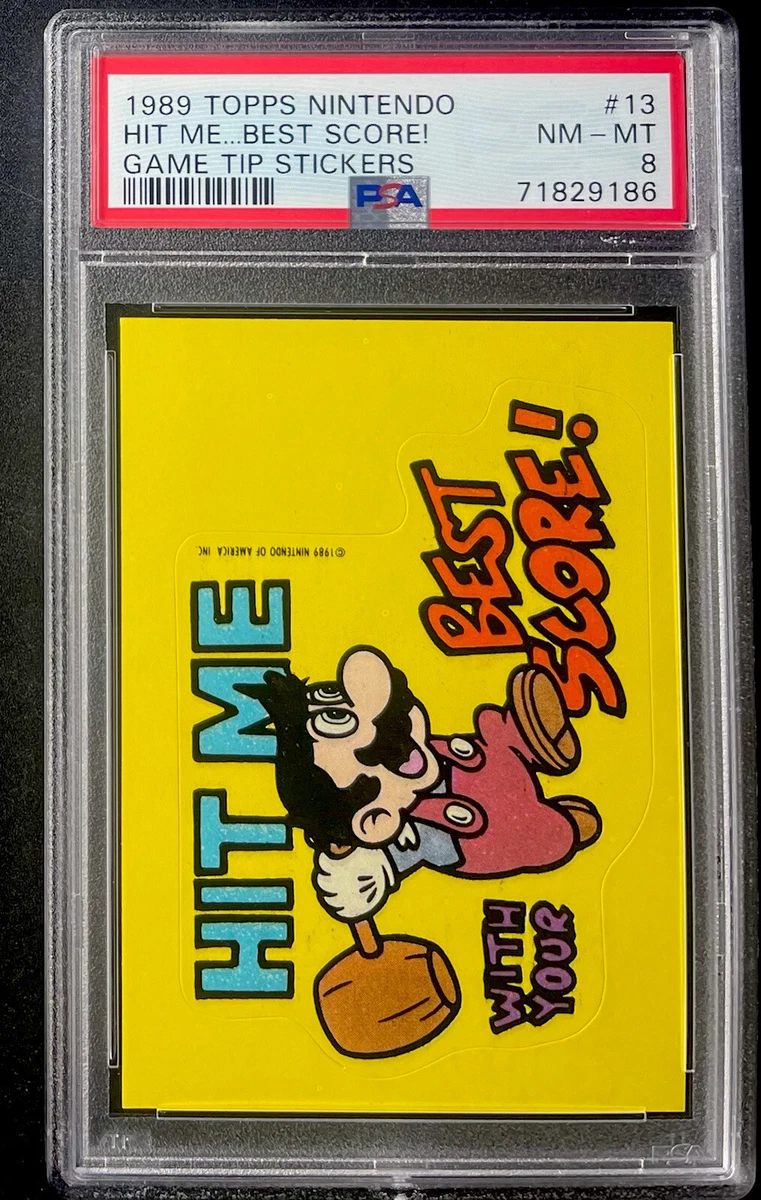 1989 TOPPS NINTENDO #13
HIT ME...BEST SCORE! NM - MT
GAME TIP STICKERS 8
PSA 71829186
HIT ME
WITH
YOUR
BEST
SCORE!
©1989 NINTENDO OF AMERICA INC.
PSA